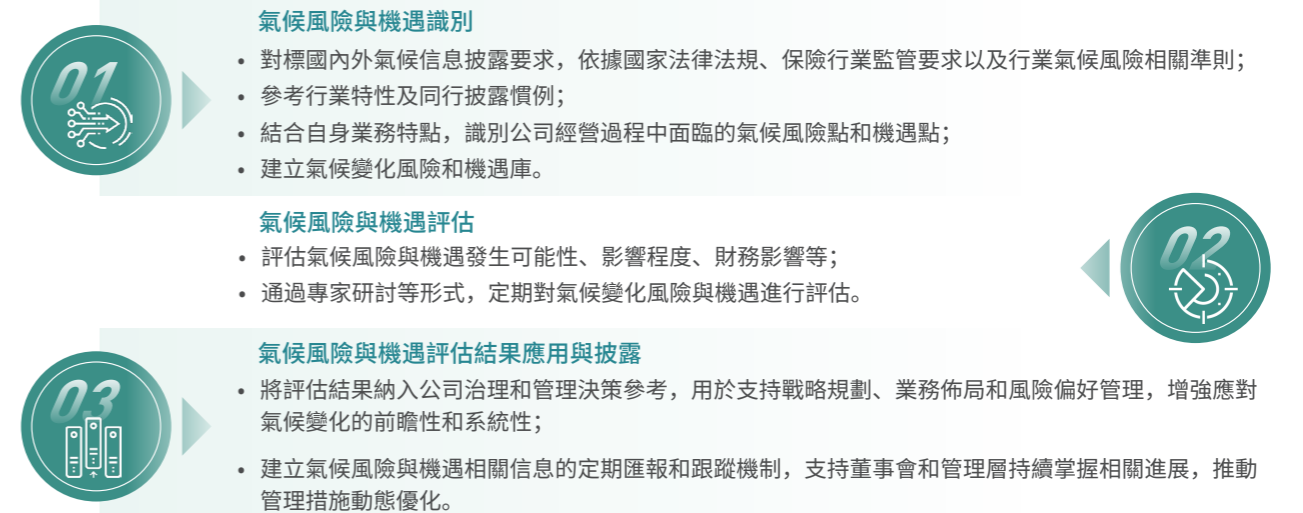 01
氣候風險與機遇識別
• 對標國內外氣候信息披露要求，依據國家法律法規、保險行業監管要求以及行業氣候風險相關準則；
• 參考行業特性及同行披露慣例；
• 結合自身業務特點，識別公司經營過程中面臨的氣候風險點和機遇點；
• 建立氣候變化風險和機遇庫。
02
氣候風險與機遇評估
• 評估氣候風險與機遇發生可能性、影響程度、財務影響等；
• 通過專家研討等形式，定期對氣候變化風險與機遇進行評估。
03
氣候風險與機遇評估結果應用與披露
• 將評估結果納入公司治理和管理決策參考，用於支持戰略規劃、業務佈局和風險偏好管理，增強應對
氣候變化的前瞻性和系統性；
• 建立氣候風險與機遇相關信息的定期匯報和跟蹤機制，支持董事會和管理層持續掌握相關進展，推動
管理措施動態優化。